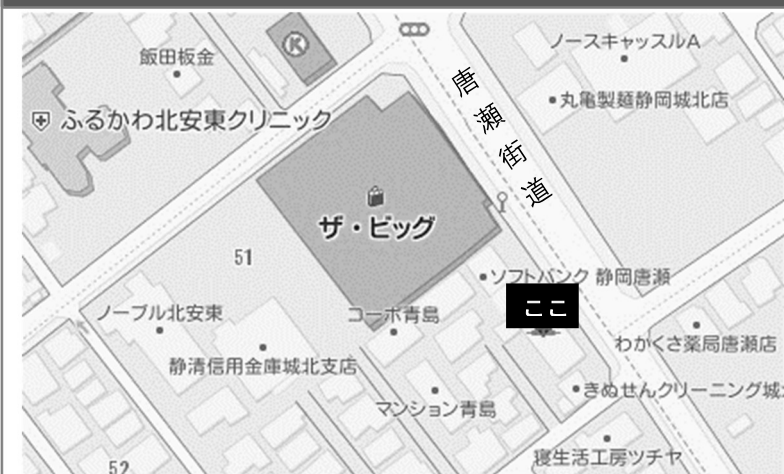 K
ノースキャッスルA
飯田板金
唐瀬街道
丸亀製麺静岡城北店
ふるかわ北安東クリニック
ザ・ビッグ
51
ソフトバンク 静岡唐瀬
ここ
ノーブル北安東
コーポ青島
わかくさ薬局唐瀬店
静清信用金庫城北支店
きぬせんクリーニング城
マンション青島
寝生活工房ツチヤ
52